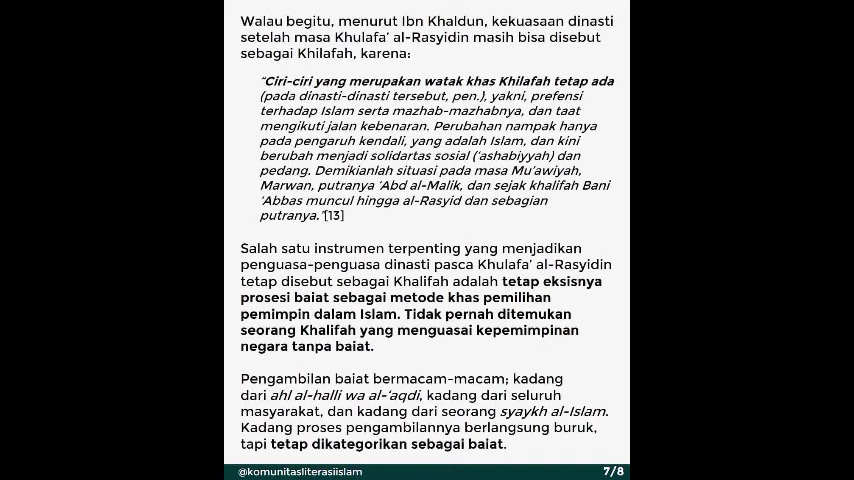 Walau begitu, menurut Ibn Khaldun, kekuasaan dinasti
setelah masa Khulafa’ al-Rasyidin masih bisa disebut
sebagai Khilafah, karena:
“Ciri-ciri yang merupakan watak khas Khilafah tetap ada
(pada dinasti-dinasti tersebut, pen.), yakni, prefensi
terhadap Islam serta mazhab-mazhabnya, dan taat
mengikuti jalan kebenaran. Perubahan nampak hanya
pada pengaruh kendali, yang adalah Islam, dan kini
berubah menjadi solidartas sosial (‘ashabiyyah) dan
pedang. Demikianlah situasi pada masa Mu’awiyah,
Marwan, putranya ‘Abd al-Malik, dan sejak khalifah Bani
‘Abbas muncul hingga al-Rasyid dan sebagian
putranya.”[13]
Salah satu instrumen terpenting yang menjadikan
penguasa-penguasa dinasti pasca Khulafa’ al-Rasyidin
tetap disebut sebagai Khalifah adalah tetap eksisnya
prosesi baiat sebagai metode khas pemilihan
pemimpin dalam Islam. Tidak pernah ditemukan
seorang Khalifah yang menguasai kepemimpinan
negara tanpa baiat.
Pengambilan baiat bermacam-macam; kadang
dari ahl al-halli wa al-‘aqdi, kadang dari seluruh
masyarakat, dan kadang dari seorang syaykh al-Islam.
Kadang proses pengambilannya berlangsung buruk,
tapi tetap dikategorikan sebagai baiat.
@komunitasliterasiislam
7/8